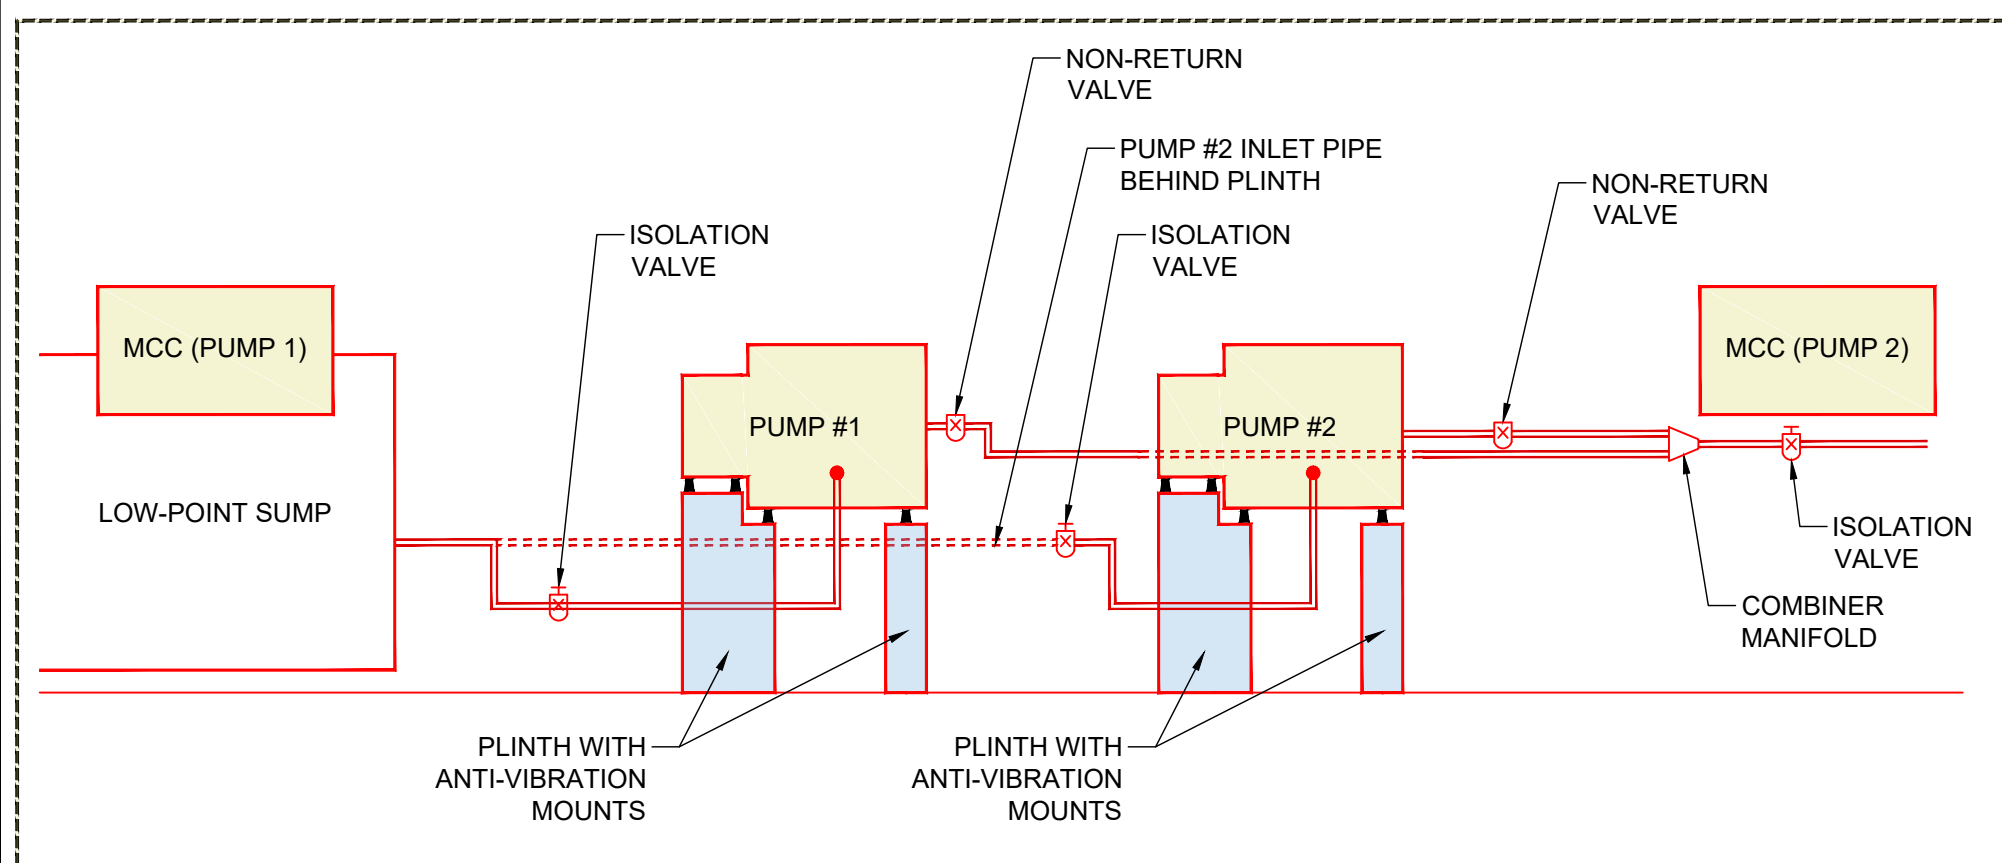 NON-RETURN
VALVE
PUMP #2 INLET PIPE
BEHIND PLINTH
NON-RETURN
VALVE
ISOLATION
VALVE
ISOLATION
VALVE
MCC (PUMP 1)
MCC (PUMP 2)
PUMP #1
PUMP #2
LOW-POINT SUMP
ISOLATION
VALVE
COMBINER
MANIFOLD
PLINTH WITH
ANTI-VIBRATION
MOUNTS
PLINTH WITH
ANTI-VIBRATION
MOUNTS